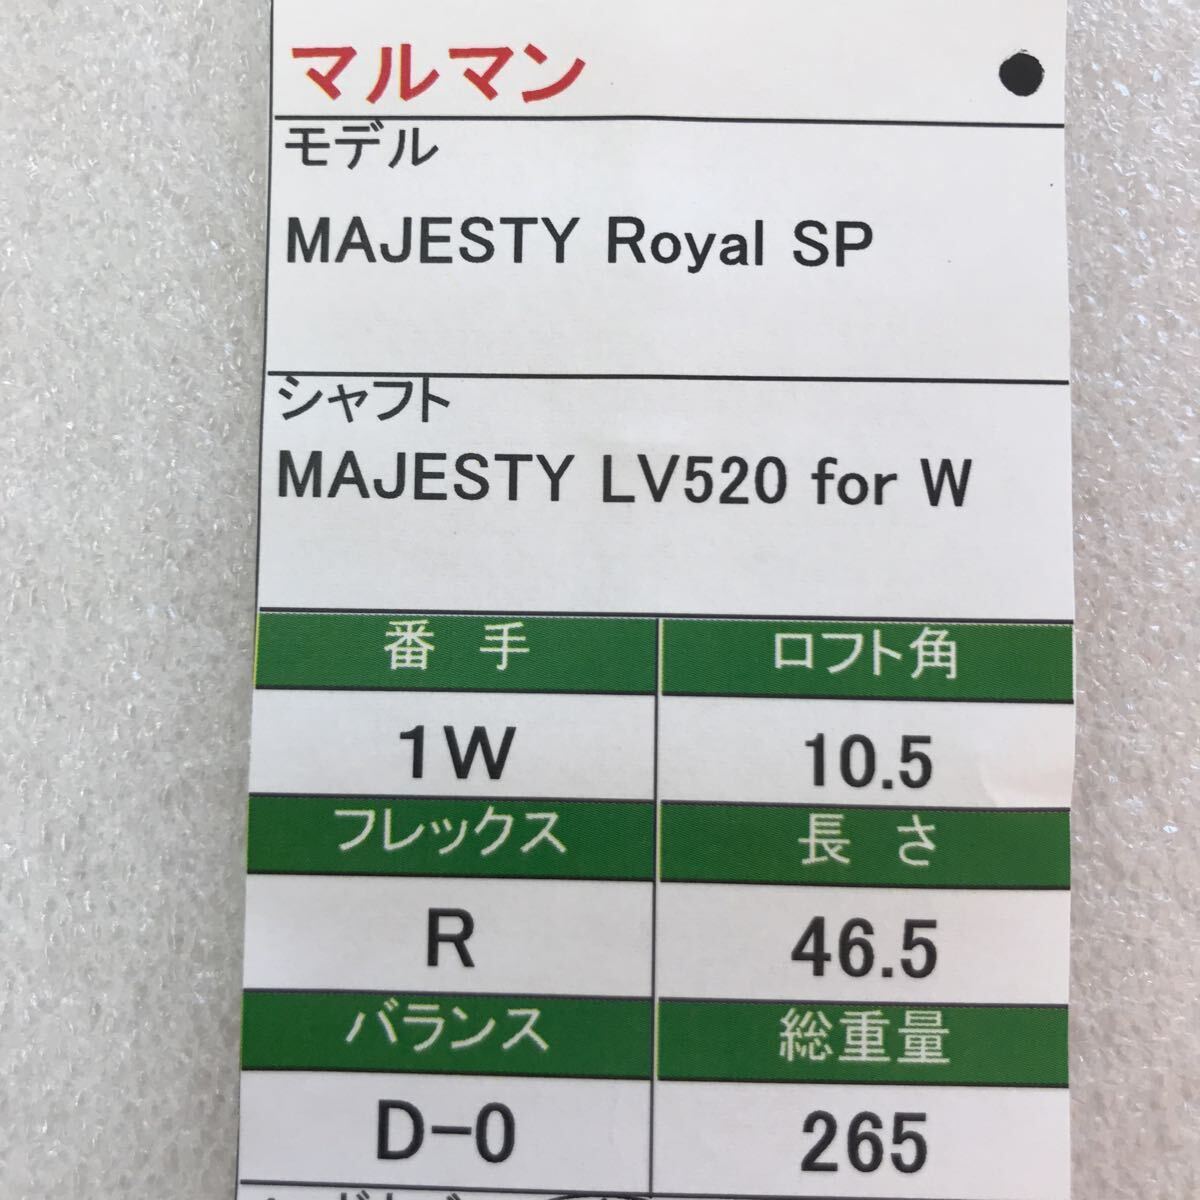 マルマン
モデル
MAJESTY Royal SP
シャフト
MAJESTY LV520 for W
番 手 ロフト角
1W 10.5
フレックス 長 さ
R 46.5
バランス 総重量
D-0 265